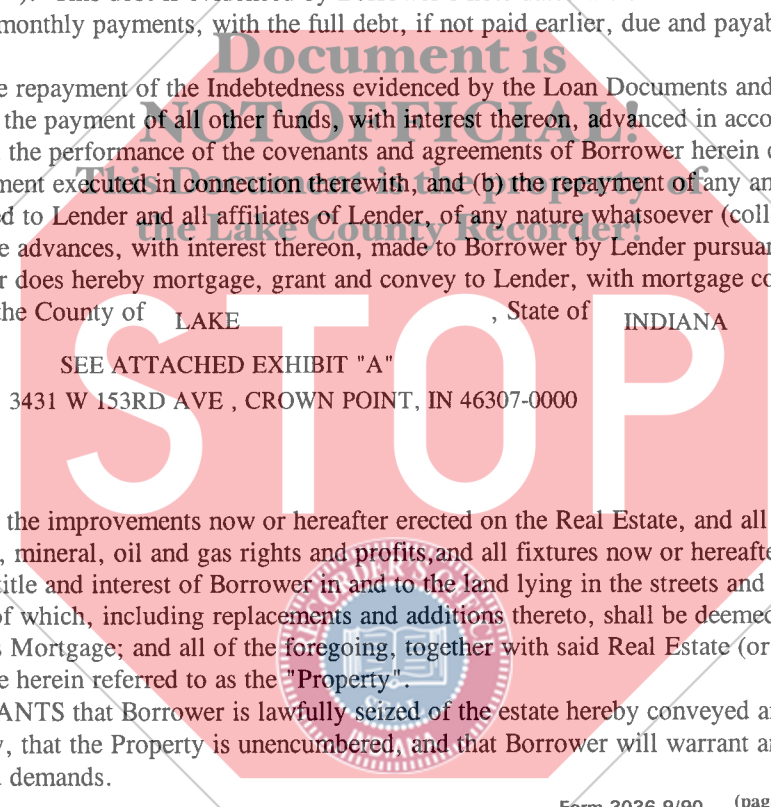 monthly payments, with the full debt, if not paid earlier, due and payab
Document is
e repayment of the Indebtedness evidenced by the Loan Documents and
NOT OFFICIAL!
the payment of all other funds, with interest thereon, advanced in acco
the performance of the covenants and agreements of Borrower herein
This Document is the property of
ment executed in connection therewith, and (b) the repayment of any an
ed to Lender and all affiliates of Lender, of any nature whatsoever (coll
the Lake County Recorder!
e advances, with interest thereon, made to Borrower by Lender pursuan
r does hereby mortgage, grant and convey to Lender, with mortgage co
the County of LAKE , State of INDIANA
SEE ATTACHED EXHIBIT "A"
3431 W 153RD AVE , CROWN POINT, IN 46307-0000
STOP
the improvements now or hereafter erected on the Real Estate, and all
, mineral, oil and gas rights and profits,and all fixtures now or hereafte
title and interest of Borrower in and to the land lying in the streets and
of which, including replacements and additions thereto, shall be deemed
s Mortgage; and all of the foregoing, together with said Real Estate (or
e herein referred to as the "Property".
ANTS that Borrower is lawfully seized of the estate hereby conveyed a
y, that the Property is unencumbered, and that Borrower will warrant a
demands.
Form 3036 9/90 (pag